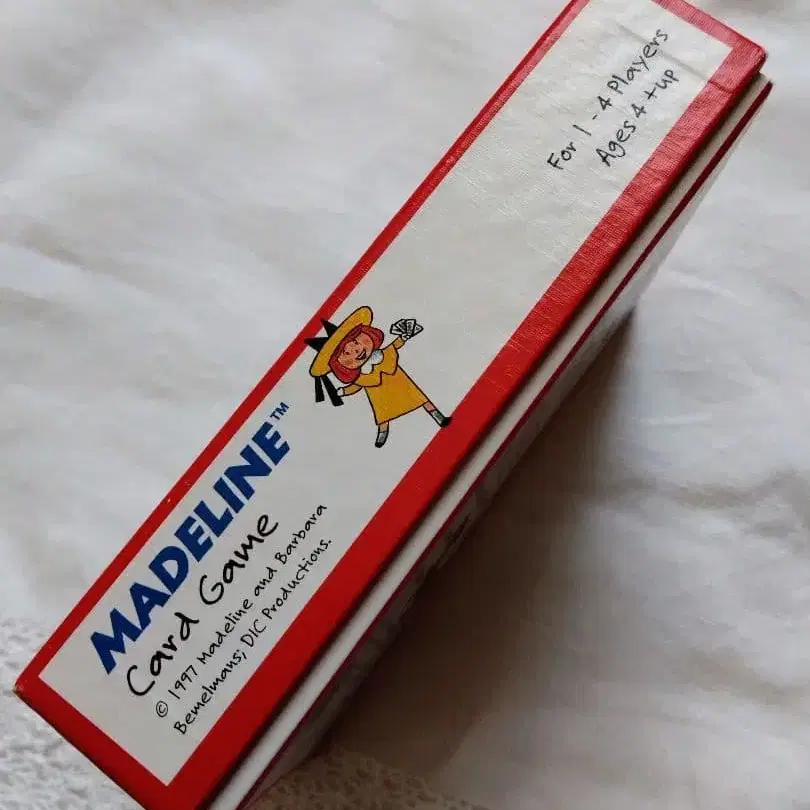 MADELINE™
Card Game
© 1997 Madeline and Barbara
Bemelmans; DIC Productions.
For 1-4 Players
Ages 4 + up